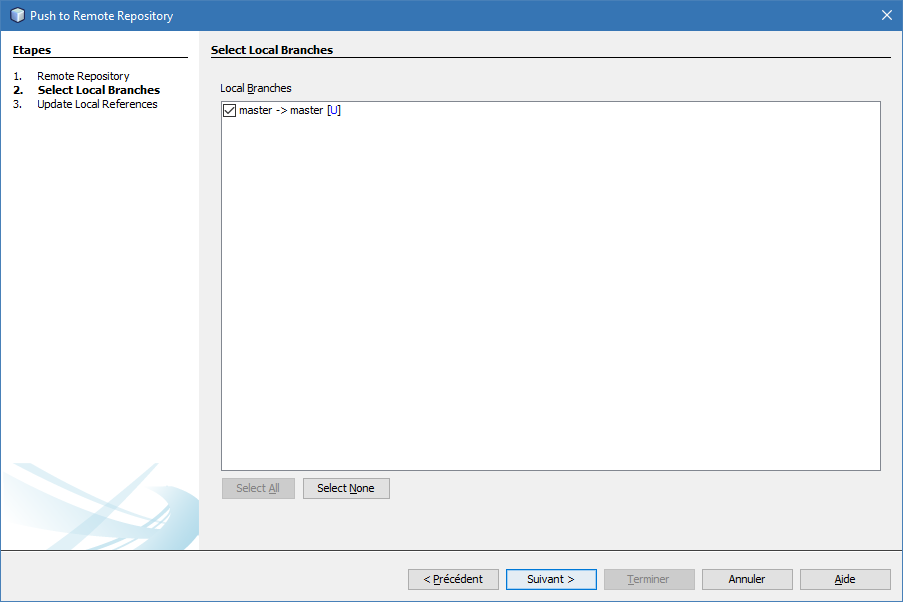 Push to Remote Repository
Etapes
1. Remote Repository
2. Select Local Branches
3. Update Local References
Select Local Branches
Local Branches
master -> master [U]
Select All
Select None
< Précédent
Suivant >
Terminer
Annuler
Aide